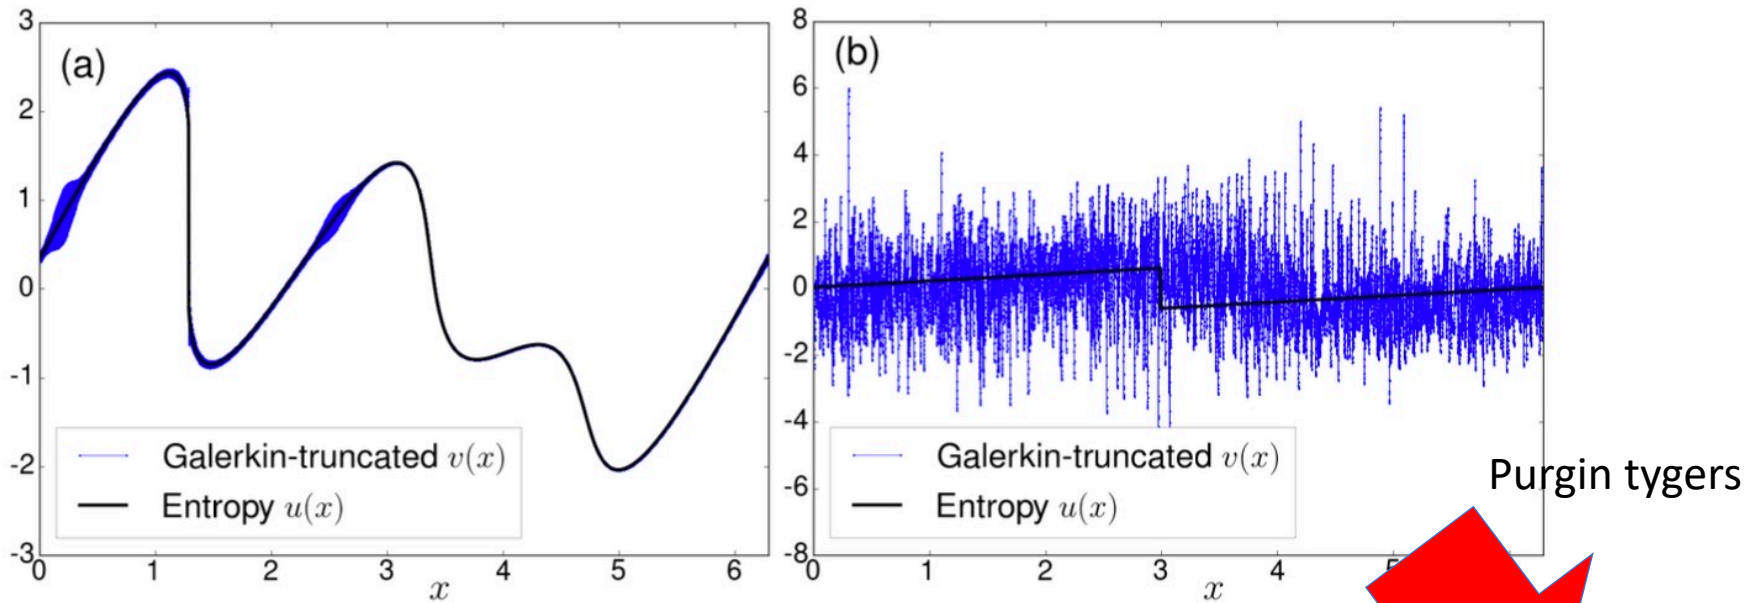 (a)
3
2
1
0
-1
-2
-3
Galerkin-truncated v(x)
Entropy u(x)
0 1 2 3 4 5 6
x
(b)
8
6
4
2
0
-2
-4
-6
-8
Galerkin-truncated v(x)
Entropy u(x)
0 1 2 3 4
x
Purgin tygers